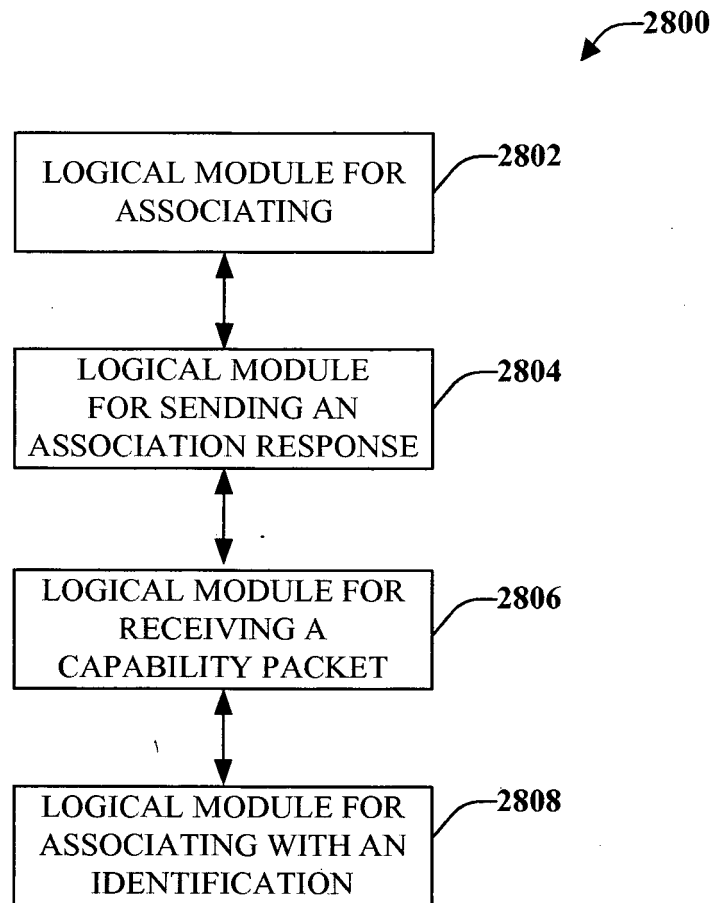 2800
LOGICAL MODULE FOR
ASSOCIATING
2802
LOGICAL MODULE
FOR SENDING AN
ASSOCIATION RESPONSE
2804
LOGICAL MODULE FOR
RECEIVING A
CAPABILITY PACKET
2806
LOGICAL MODULE FOR
ASSOCIATING WITH AN
IDENTIFICATION
2808